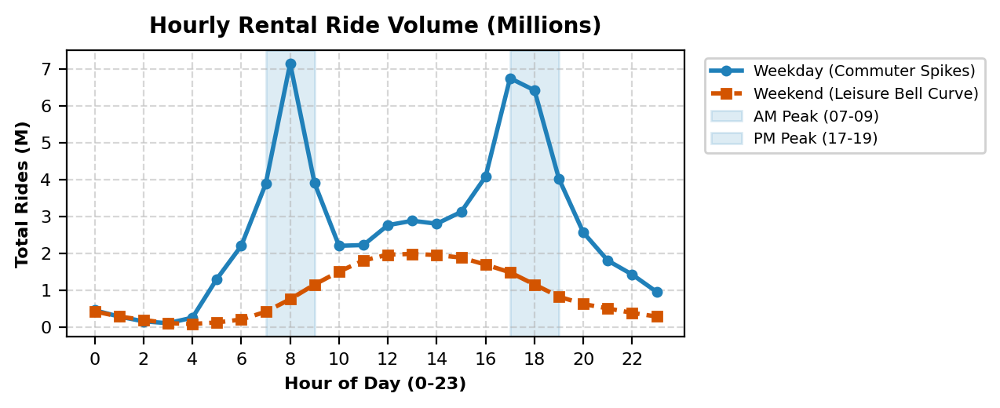 Hourly Rental Ride Volume (Millions)
Total Rides (M)
7
6
5
4
3
2
1
0
0 2 4 6 8 10 12 14 16 18 20 22
Hour of Day (0-23)
Weekday (Commuter Spikes)
Weekend (Leisure Bell Curve)
AM Peak (07-09)
PM Peak (17-19)